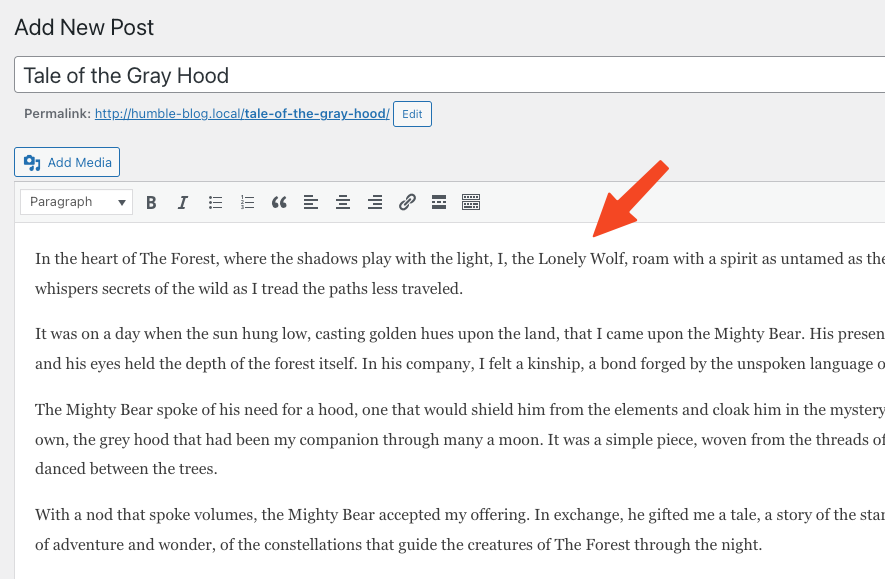 Add New Post
Tale of the Gray Hood
Permalink: http://humble-blog.local/tale-of-the-gray-hood/ Edit
Add Media
Paragraph
In the heart of The Forest, where the shadows play with the light, I, the Lonely Wolf, roam with a spirit as untamed as the
whispers secrets of the wild as I tread the paths less traveled.
It was on a day when the sun hung low, casting golden hues upon the land, that I came upon the Mighty Bear. His presen
and his eyes held the depth of the forest itself. In his company, I felt a kinship, a bond forged by the unspoken language o
The Mighty Bear spoke of his need for a hood, one that would shield him from the elements and cloak him in the mystery
own, the grey hood that had been my companion through many a moon. It was a simple piece, woven from the threads of
danced between the trees.
With a nod that spoke volumes, the Mighty Bear accepted my offering. In exchange, he gifted me a tale, a story of the star
of adventure and wonder, of the constellations that guide the creatures of The Forest through the night.